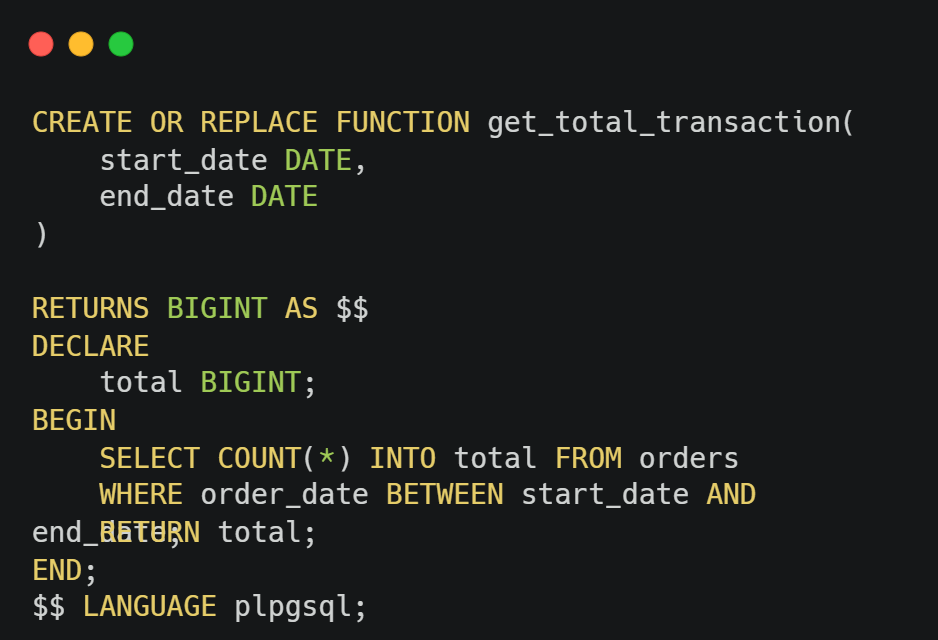 CREATE OR REPLACE FUNCTION get_total_transaction(
    start_date DATE,
    end_date DATE
)
RETURNS BIGINT AS $$
DECLARE
    total BIGINT;
BEGIN
    SELECT COUNT(*) INTO total FROM orders
    WHERE order_date BETWEEN start_date AND
end_date;
    RETURN total;
END;
$$ LANGUAGE plpgsql;